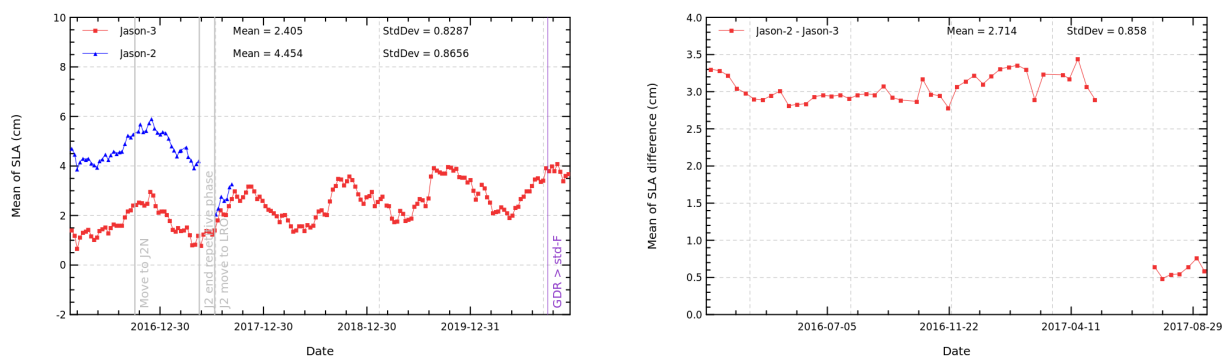 10
8
6
4
2
0
-2
Mean of SLA (cm)
Jason-3 Mean = 2.405 StdDev = 0.8287
Jason-2 Mean = 4.454 StdDev = 0.8656
Move to J2N
J2 end repetitive phase
J2 move to LRO
GDR > std-F
2016-12-30 2017-12-30 2018-12-30 2019-12-31
Date
4.0
3.5
3.0
2.5
2.0
1.5
1.0
0.5
0.0
Mean of SLA difference (cm)
Jason-2 - Jason-3 Mean = 2.714 StdDev = 0.858
2016-07-05 2016-11-22 2017-04-11 2017-08-29
Date